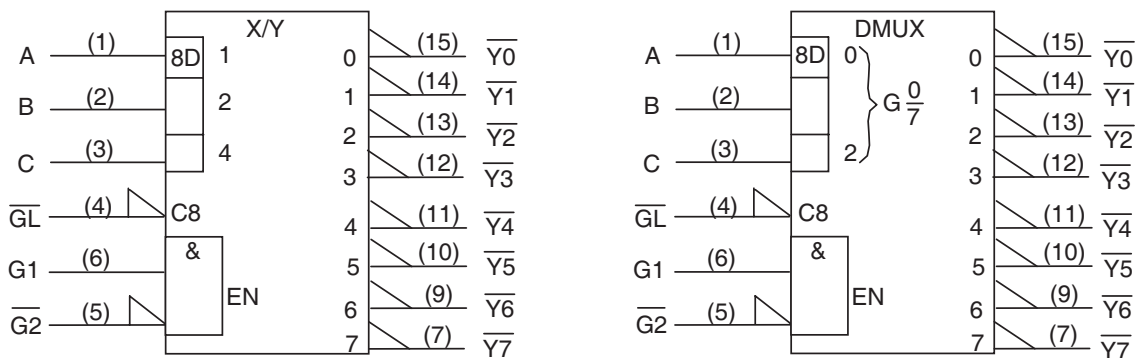 X/Y
A (1) 8D 1 0 (15) Y0
1 (14) Y1
B (2) 2 2 (13) Y2
C (3) 4 3 (12) Y3
GL (4) C8 4 (11) Y4
& 5 (10) Y5
G1 (6)
EN 6 (9) Y6
G2 (5)
7 (7) Y7
DMUX
A (1) 8D 0 0 (15) Y0
1 (14) Y1
B (2) G 0/7 2 (13) Y2
C (3) 2 3 (12) Y3
GL (4) C8 4 (11) Y4
& 5 (10) Y5
G1 (6)
EN 6 (9) Y6
G2 (5)
7 (7) Y7